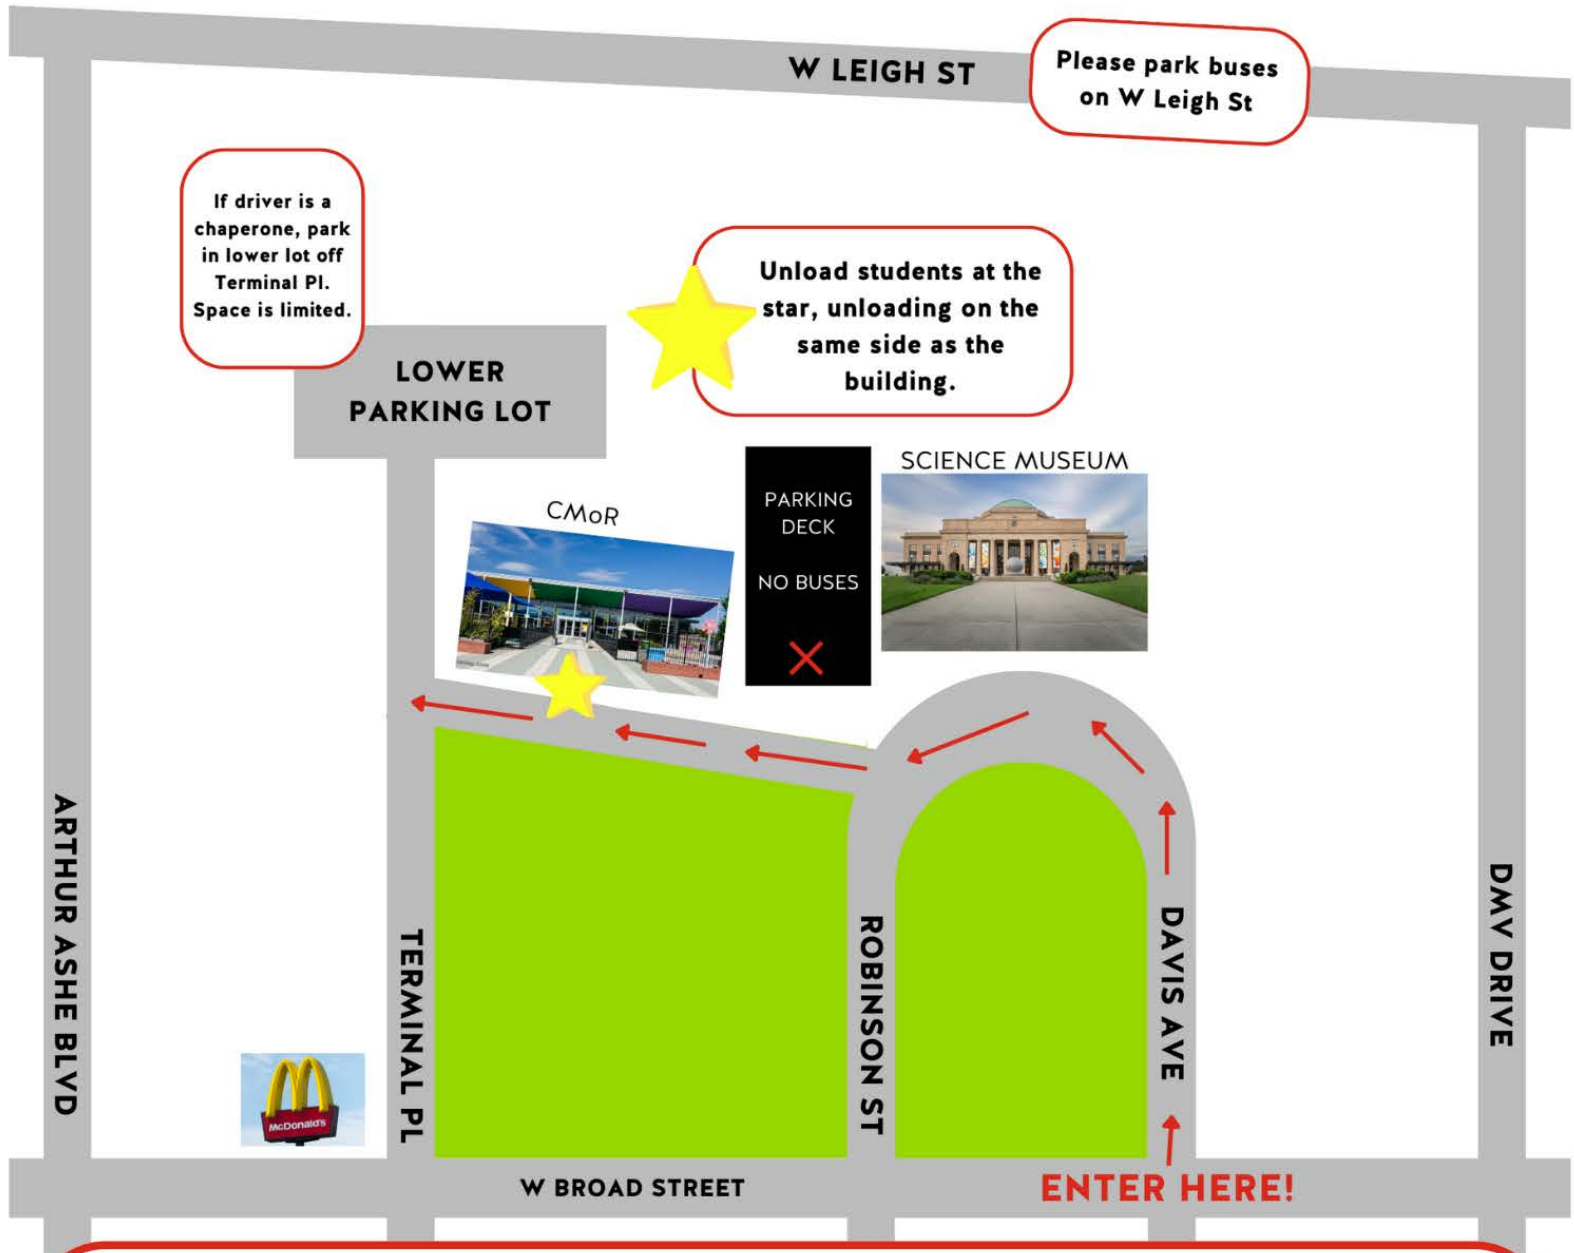 W LEIGH ST
Please park buses
on W Leigh St
If driver is a
chaperone, park
in lower lot off
Terminal Pl.
Space is limited.
Unload students at the
star, unloading on the
same side as the
building.
LOWER
PARKING LOT
CMoR
PARKING
DECK
NO BUSES
SCIENCE MUSEUM
ARTHUR ASHE BLVD
TERMINAL PL
ROBINSON ST
DAVIS AVE
DMV DRIVE
McDonald's
W BROAD STREET
ENTER HERE!